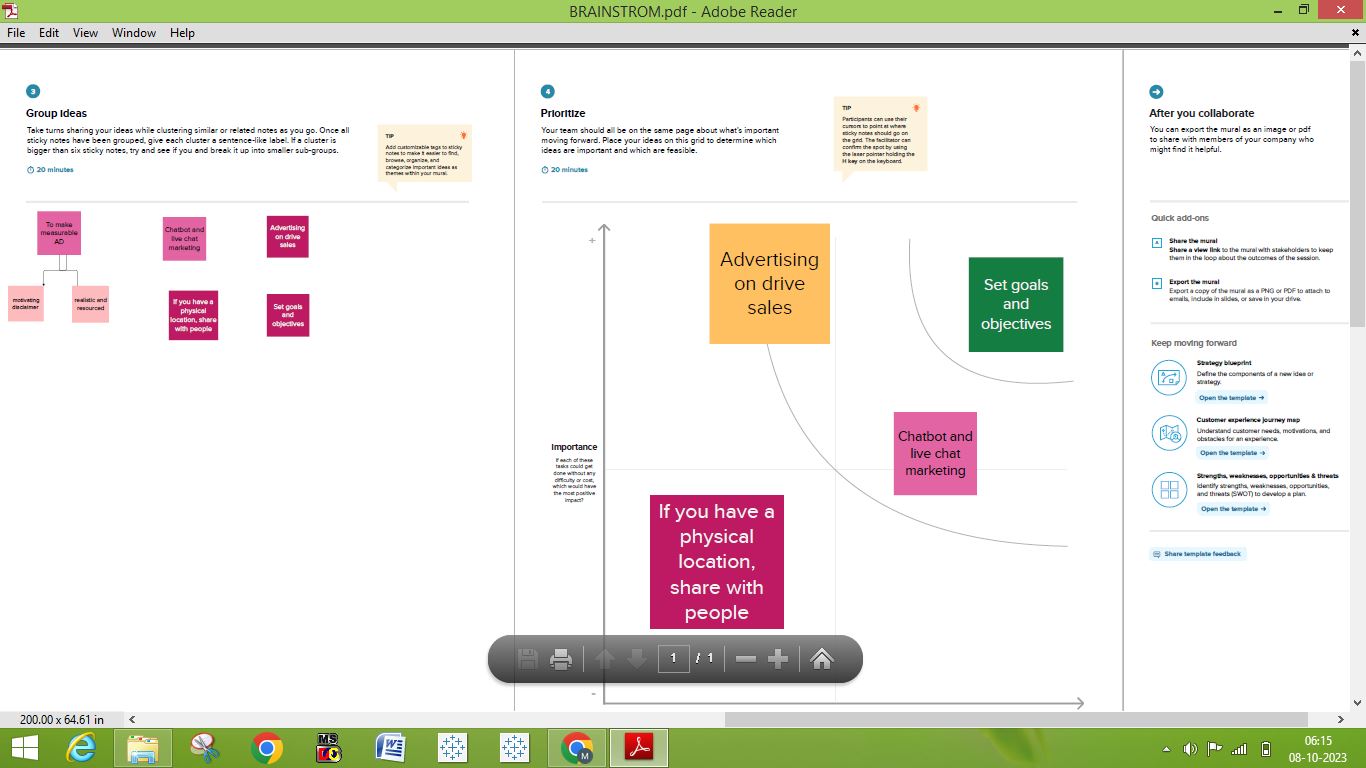 BRAINSTROM.pdf - Adobe Reader
File Edit View Window Help
3
Group ideas
Take turns sharing your ideas while clustering similar or related notes as you go. Once all
sticky notes have been grouped, give each cluster a sentence-like label. If a cluster is
bigger than six sticky notes, try and see if you and break it up into smaller sub-groups.
20 minutes
TIP
Add customizable tags to sticky
notes to make it easier to find,
browse, organize, and
categorize important ideas as
themes within your mural.
To make
measurable
AD
motivating
disclaimer
realistic and
resourced
Chatbot and
live chat
marketing
Advertising
on drive
sales
If you have a
physical
location, share
with people
Set goals
and
objectives
4
Prioritize
Your team should all be on the same page about what's important
moving forward. Place your ideas on this grid to determine which
ideas are important and which are feasible.
20 minutes
TIP
Participants can use their
cursors to point at where
sticky notes should go on
the grid. The facilitator can
confirm the spot by using
the laser pointer holding the
H key on the keyboard.
+
Advertising
on drive
sales
Set goals
and
objectives
Chatbot and
live chat
marketing
Importance
If each of these
tasks could get
done without any
difficulty or cost,
which would have
the most positive
impact?
If you have a
physical
location,
share with
people
-
1 / 1
After you collaborate
You can export the mural as an image or pdf
to share with members of your company who
might find it helpful.
Quick add-ons
Share the mural
Share a view link to the mural with stakeholders to keep
them in the loop about the outcomes of the session.
Export the mural
Export a copy of the mural as a PNG or PDF to attach to
emails, include in slides, or save in your drive.
Keep moving forward
Strategy blueprint
Define the components of a new idea or
strategy.
Open the template →
Customer experience journey map
Understand customer needs, motivations, and
obstacles for an experience.
Open the template →
Strengths, weaknesses, opportunities & threats
Identify strengths, weaknesses, opportunities,
and threats (SWOT) to develop a plan.
Open the template →
Share template feedback
200.00 x 64.61 in
06:15
08-10-2023